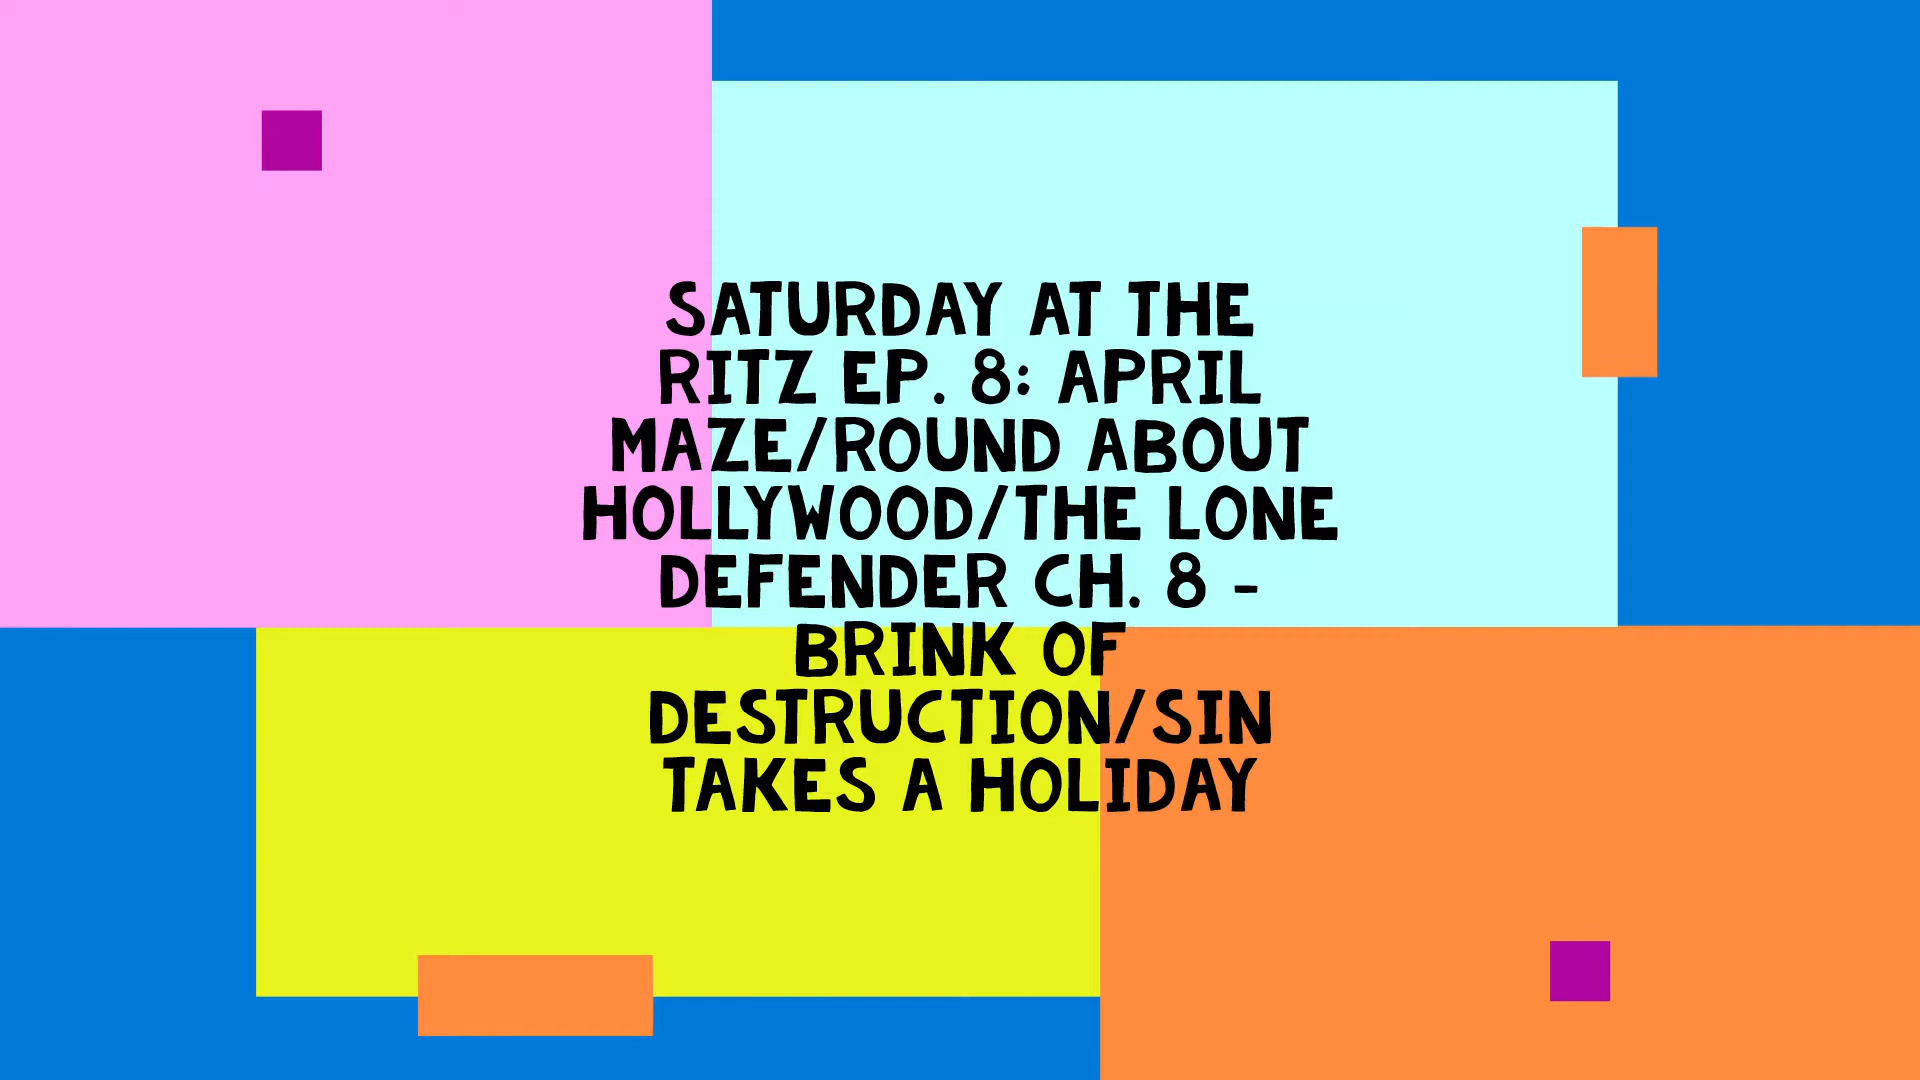 SATURDAY AT THE
RITZ EP. 8: APRIL
MAZE/ROUND ABOUT
HOLLYWOOD/THE LONE
DEFENDER CH. 8 -
BRINK OF
DESTRUCTION/SIN
TAKES A HOLIDAY